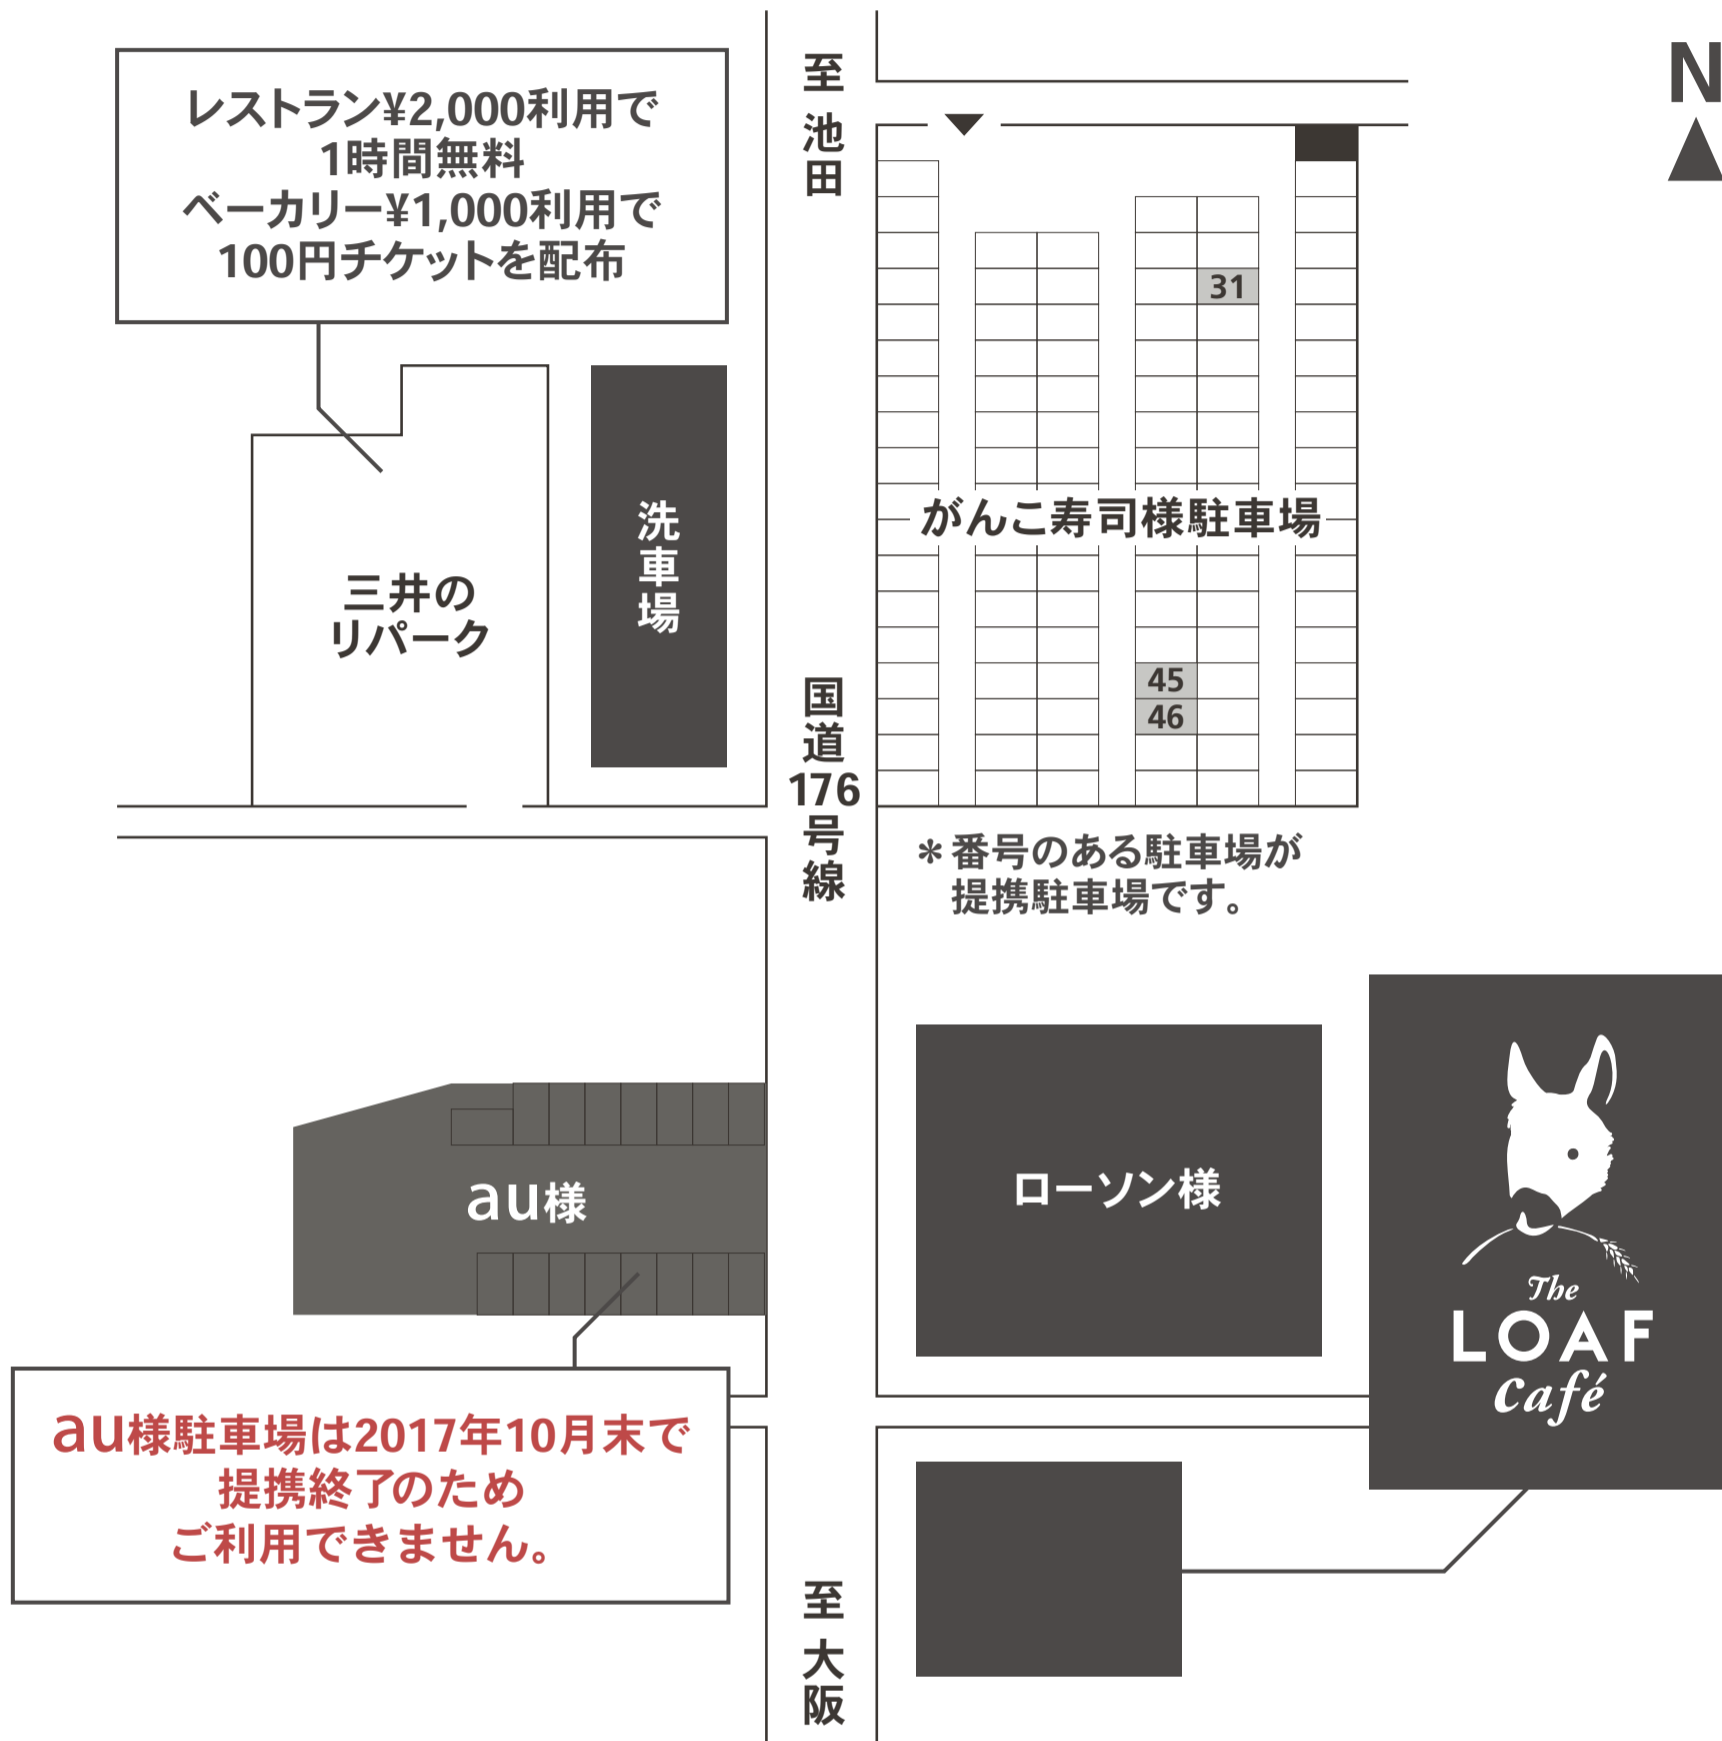 レストラン¥2,000利用で
1時間無料
ベーカリー¥1,000利用で
100円チケットを配布
至 池田
N
31
三井の
リパーク
洗車場
がんこ寿司様駐車場
45
46
国道176号線
＊番号のある駐車場が
提携駐車場です。
au様
ローソン様
The
LOAF
Café
au様駐車場は2017年10月末で
提携終了のため
ご利用できません。
至 大阪